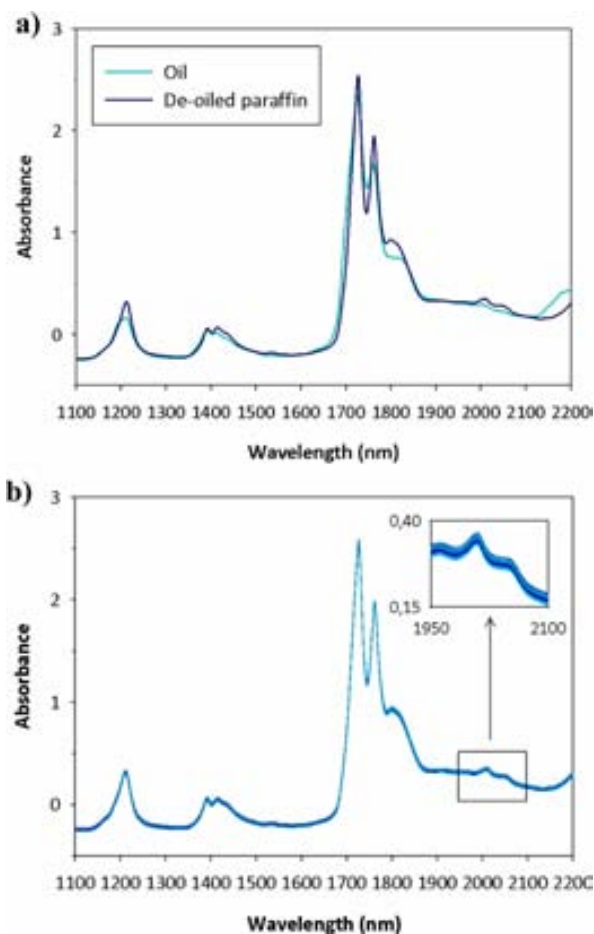 a)
3
Oil
De-oiled paraffin
2
1
0
Absorbance
1100 1200 1300 1400 1500 1600 1700 1800 1900 2000 2100 2200
Wavelength (nm)
b)
3
0,40
0,15
1950 2100
2
1
0
Absorbance
1100 1200 1300 1400 1500 1600 1700 1800 1900 2000 2100 220C
Wavelength (nm)